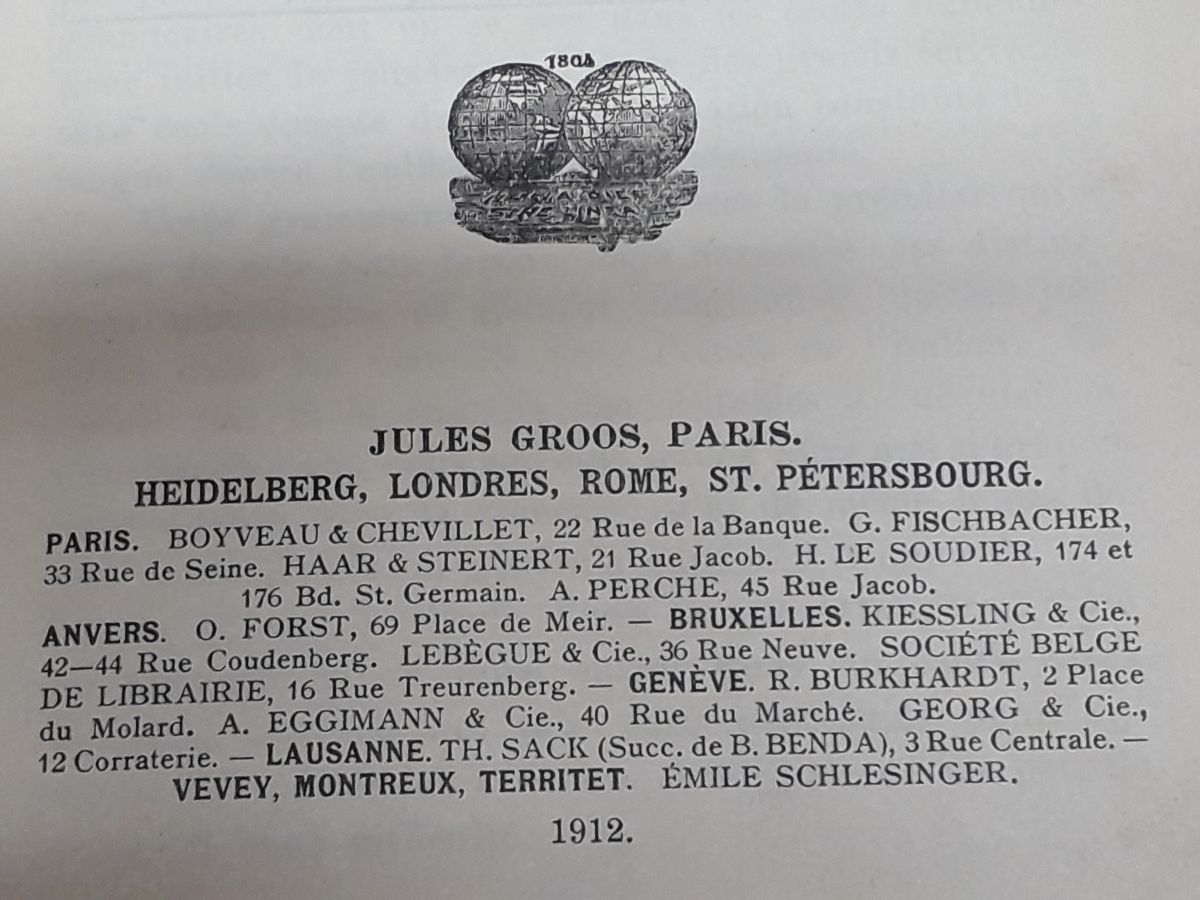 JULES GROOS, PARIS.
HEIDELBERG, LONDRES, ROME, ST. PÉTERSBOURG.
PARIS. BOYVEAU & CHEVILLET, 22 Rue de la Banque. G. FISCHBACHER,
33 Rue de Seine. HAAR & STEINERT, 21 Rue Jacob. H. LE SOUDIER, 174 et
176 Bd. St. Germain. A. PERCHE, 45 Rue Jacob.
ANVERS. O. FORST, 69 Place de Meir. — BRUXELLES. KIESSLING & Cie.,
42—44 Rue Coudenberg. LEBÈGUE & Cie., 36 Rue Neuve. SOCIÉTÉ BELGE
DE LIBRAIRIE, 16 Rue Treurenberg. — GENÈVE. R. BURKHARDT, 2 Place
du Molard. A. EGGIMANN & Cie., 40 Rue du Marché. GEORG & Cie.,
12 Corraterie. — LAUSANNE. TH. SACK (Succ. de B. BENDA), 3 Rue Centrale. —
VEVEY, MONTREUX, TERRITET. ÉMILE SCHLESINGER.
1912.